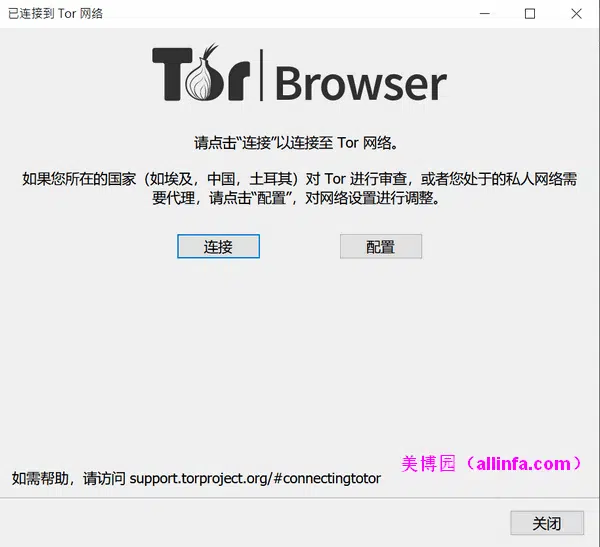 已连接到 Tor 网络
Tor Browser
请点击“连接”以连接至 Tor 网络。
如果您所在的国家（如埃及，中国，土耳其）对 Tor 进行审查，或者您处于的私人网络需
要代理，请点击“配置”，对网络设置进行调整。
连接 配置
美博园（allinfa.com）
如需帮助，请访问 support.torproject.org/#connectingtotor
关闭